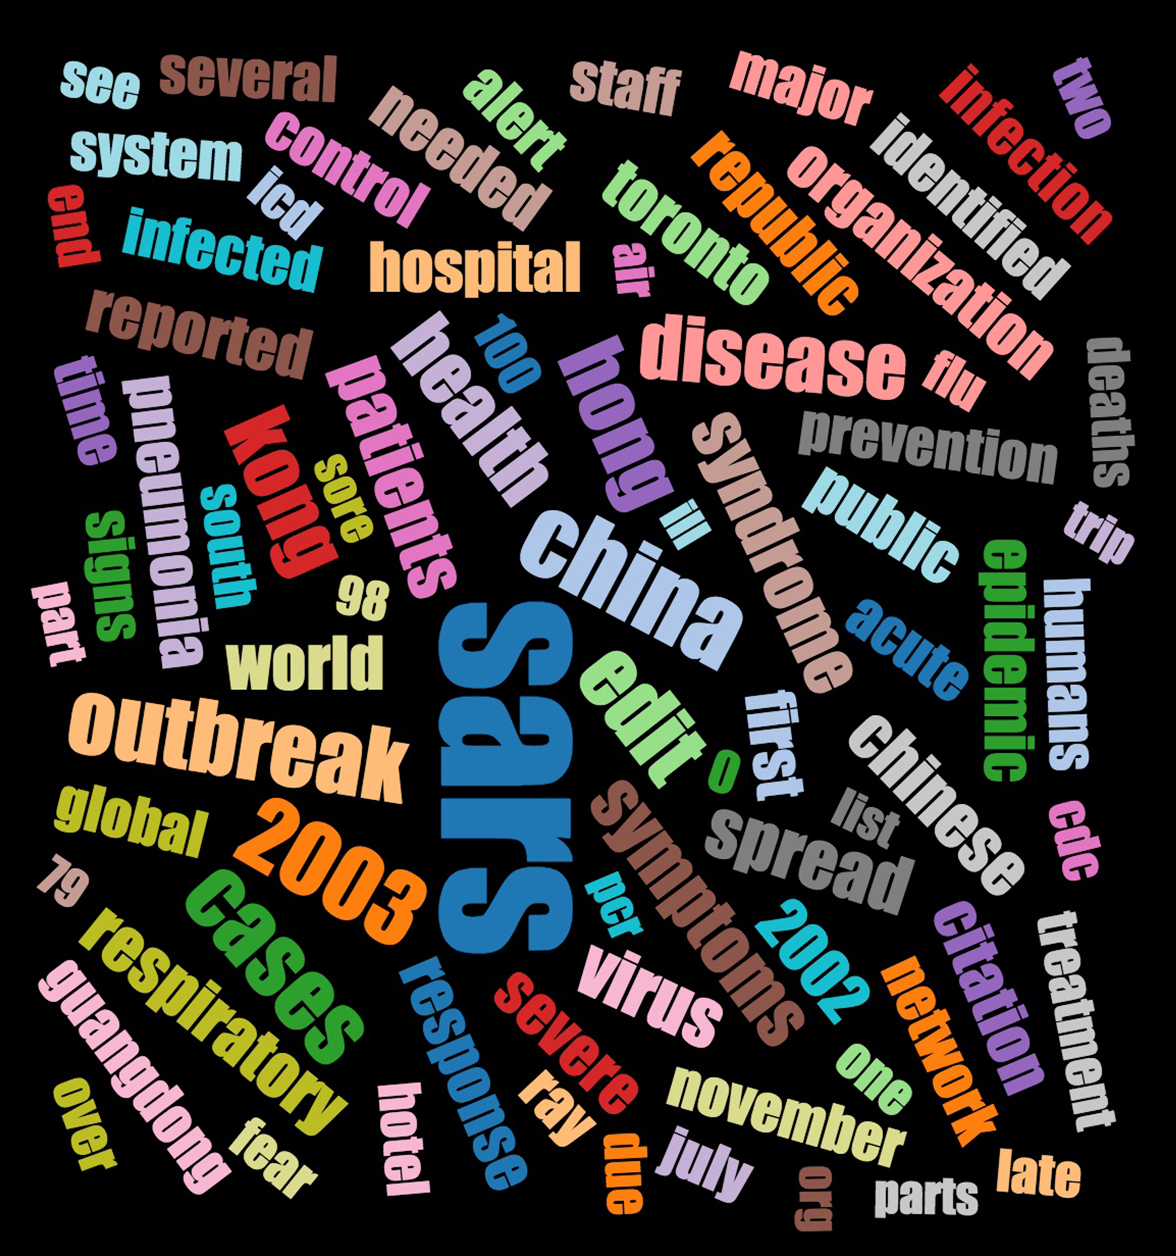 see
several
staff
major
two
alert
infection
needed
control
system
identified
republic
organization
icd
toronto
end
infected
hospital
air
reported
health
100
hong
disease
flu
deaths
time
pneumonia
patients
kong
sore
syndrome
prevention
south
signs
china
ill
public
trip
98
part
epidemic
humans
acute
world
sars
edit
first
outbreak
o
chinese
global
2003
symptoms
list
spread
cdc
79
cases
pcr
2002
citation
treatment
respiratory
guangdong
response
severe
virus
network
one
over
fear
hotel
ray
november
due
july
org
parts
late